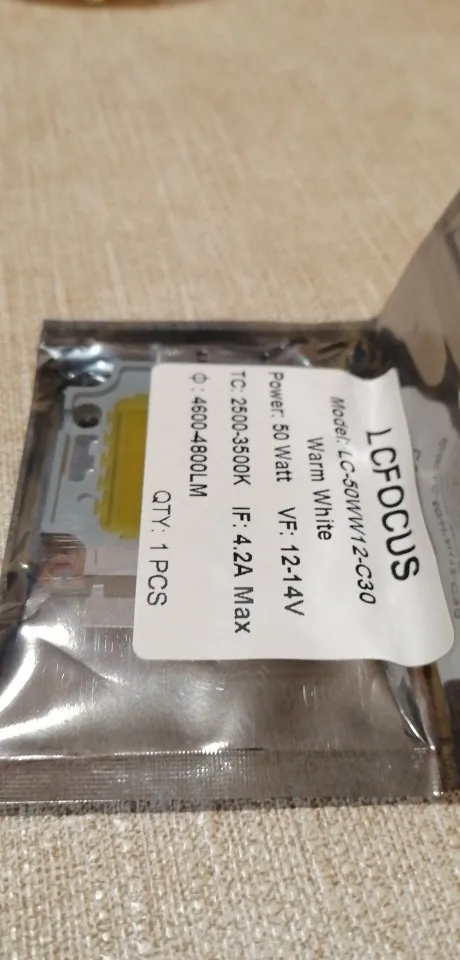 LCFOCUS
Model: LC-50WW12-C30
Warm White
Power: 50 Watt VF: 12-14V
TC: 2500-3500K IF: 4.2A Max
Φ: 4600-4800LM
QTY: 1 PCS